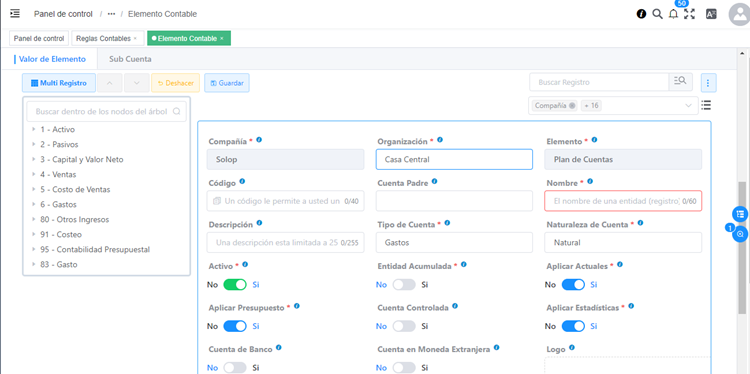 50
Panel de control / ··· / Elemento Contable
Panel de control Reglas Contables × Elemento Contable ×
Valor de Elemento Sub Cuenta
Multi Registro Deshacer Guardar Buscar Registro
Compañía + 16
Buscar dentro de los nodos del árbol
1 - Activo
2 - Pasivos
3 - Capital y Valor Neto
4 - Ventas
5 - Costo de Ventas
6 - Gastos
80 - Otros Ingresos
91 - Costeo
95 - Contabilidad Presupuestal
83 - Gasto
Compañía * Organización * Elemento *
Solop Casa Central Plan de Cuentas
Código Cuenta Padre Nombre *
Un código le permite a usted un 0/40 El nombre de una entidad (registro) 0/60
Descripción Tipo de Cuenta * Naturaleza de Cuenta *
Una descripción esta limitada a 25 0/255 Gastos Natural
Activo * Entidad Acumulada * Aplicar Actuales *
No Si No Si No Si
Aplicar Presupuesto * Cuenta Controlada Aplicar Estadísticas *
No Si No Si No Si
Cuenta de Banco Cuenta en Moneda Extranjera Logo
No Si No Si
1